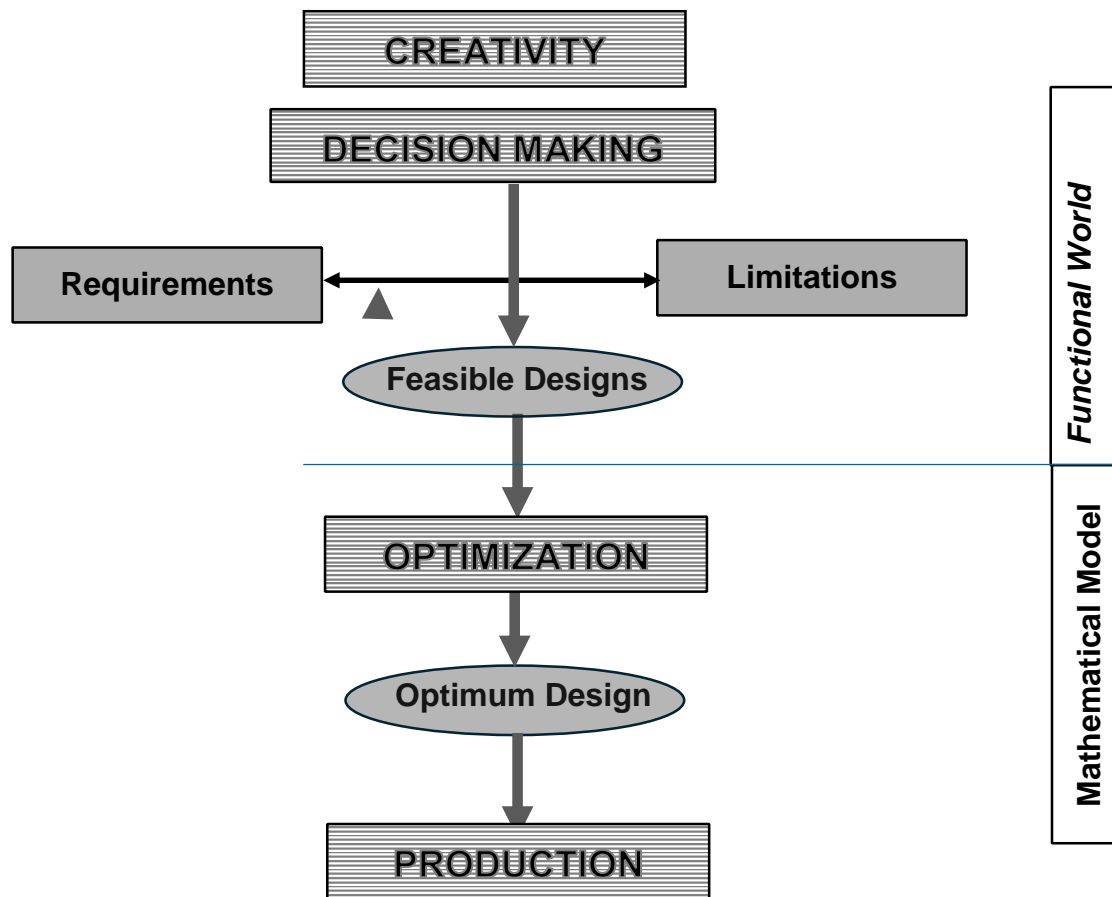 CREATIVITY
DECISION MAKING
Requirements
Limitations
Feasible Designs
OPTIMIZATION
Optimum Design
PRODUCTION
Functional World
Mathematical Model